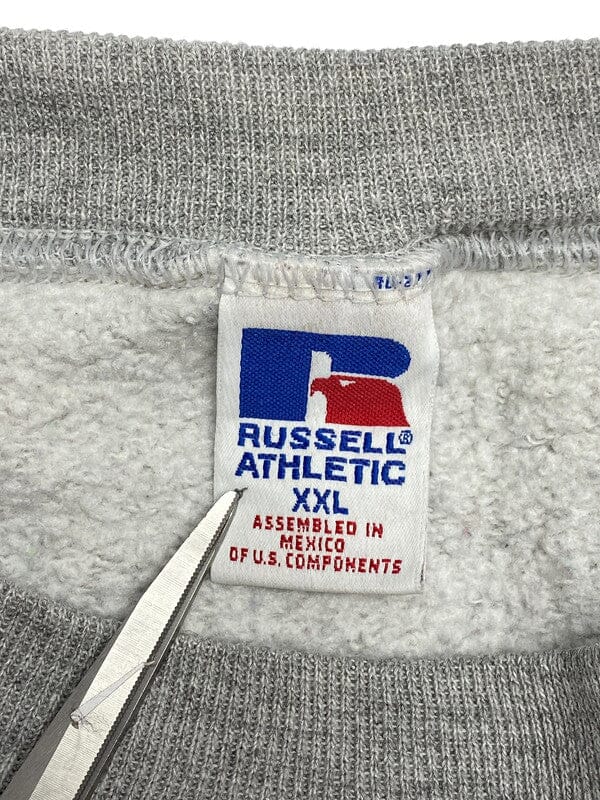 RUSSELL®
ATHLETIC
XXL
ASSEMBLED IN
MEXICO
OF U.S. COMPONENTS